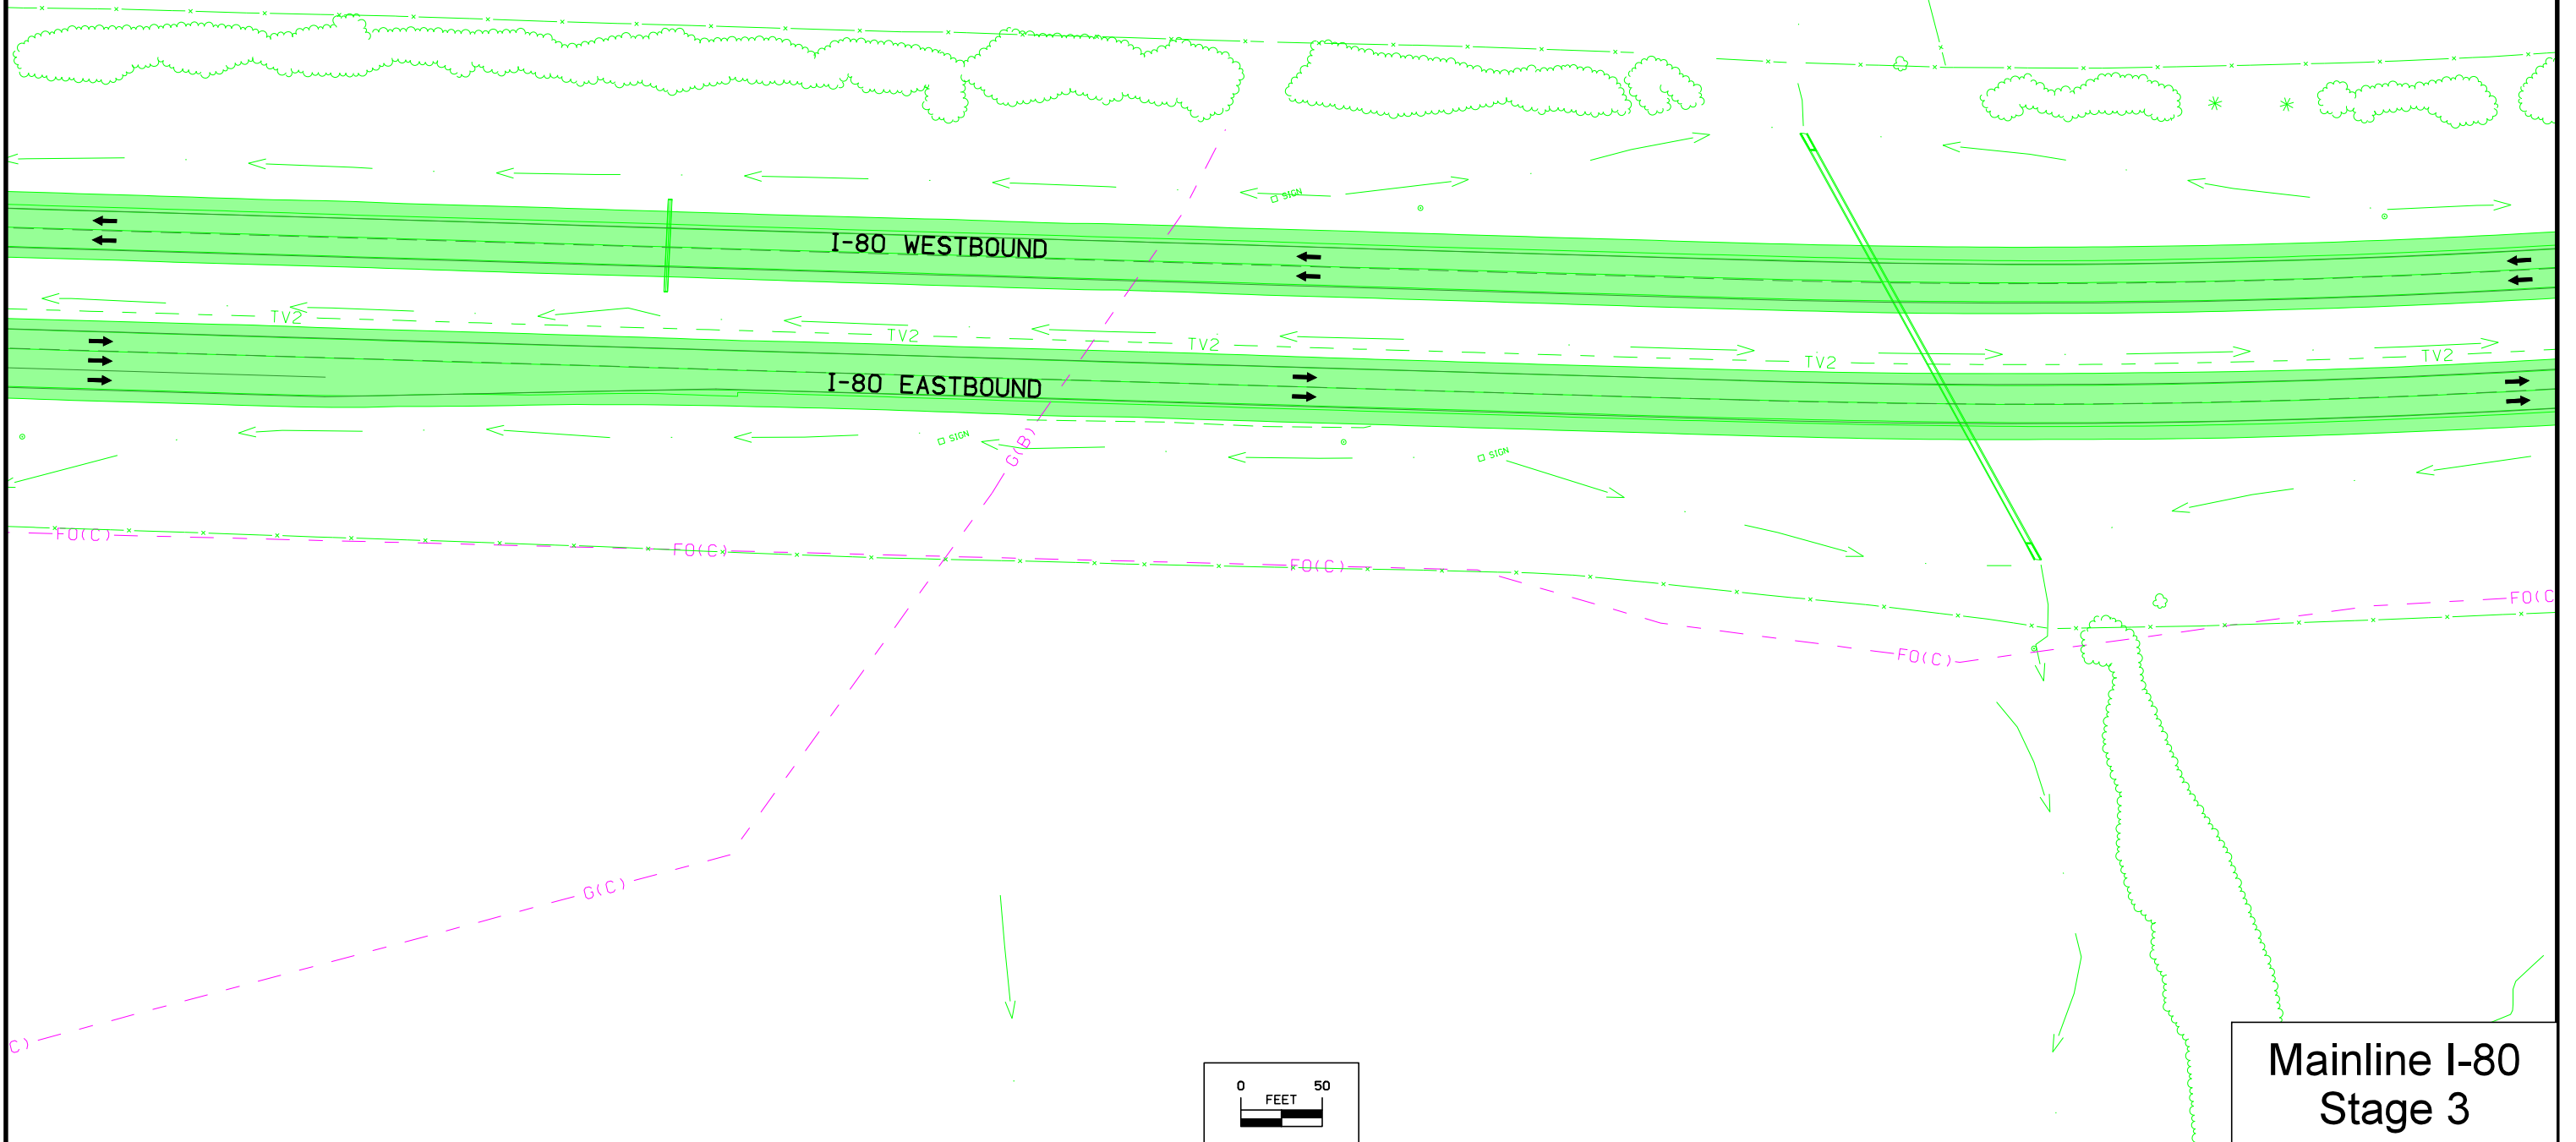 SIGN
I-80 WESTBOUND
TV2
TV2
TV2
TV2
TV2
I-80 EASTBOUND
SIGN
G(B)
SIGN
FO(C)
FO(C)
FO(C)
FO(C
FO(C)
G(C)
C)
0 50
FEET
Mainline I-80
Stage 3